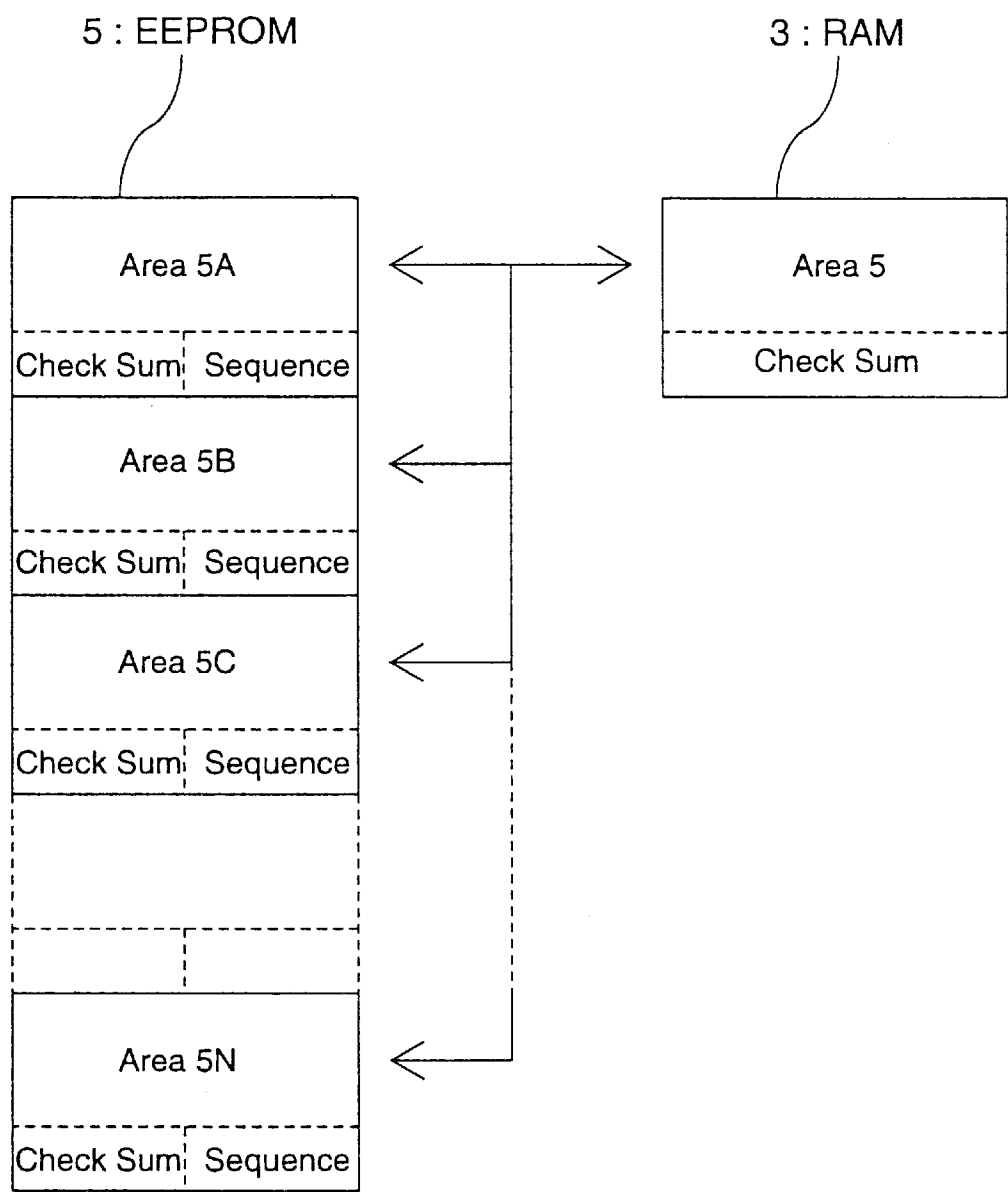 5 : EEPROM
3 : RAM
Area 5A
Check Sum Sequence
Area 5B
Check Sum Sequence
Area 5C
Check Sum Sequence
Area 5N
Check Sum Sequence
Area 5
Check Sum